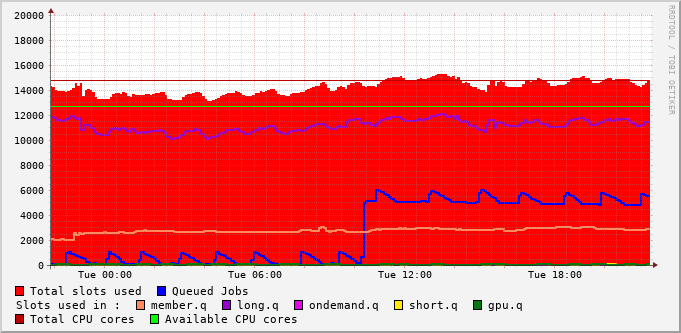 20000
18000
16000
14000
12000
10000
8000
6000
4000
2000
0
Tue 00:00 Tue 06:00 Tue 12:00 Tue 18:00
RRDTOOL / TOBI OETIKER
Total slots used Queued Jobs
Slots used in : member.q long.q ondemand.q short.q gpu.q
Total CPU cores Available CPU cores